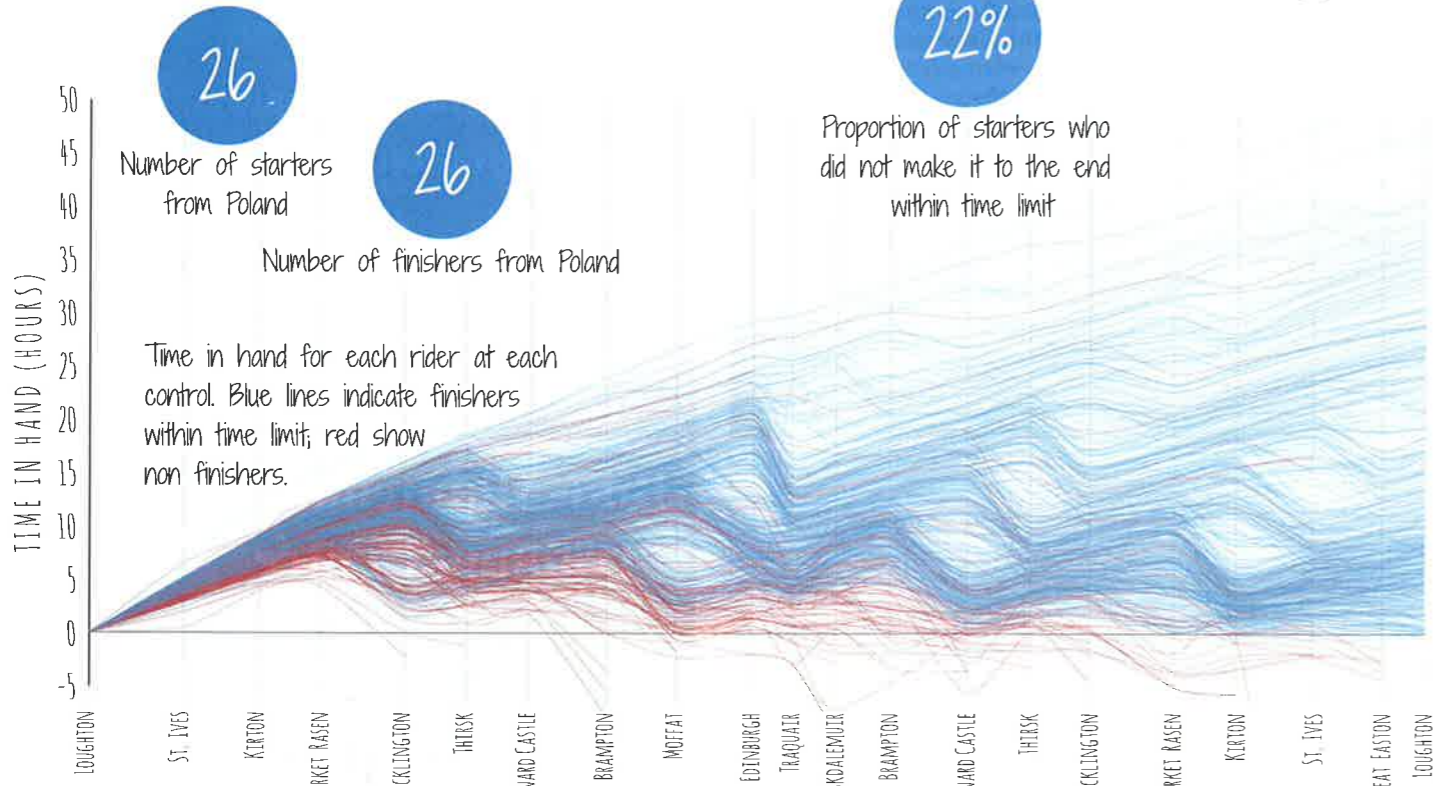 26
Number of starters
from Poland
26
Number of finishers from Poland
22%
Proportion of starters who
did not make it to the end
within time limit
Time in hand for each rider at each
control. Blue lines indicate finishers
within time limit; red show
non finishers.
TIME IN HAND (HOURS)
50
45
40
35
30
25
20
15
10
5
0
-5
LOUGHTON
ST. IVES
KIRTON
RKET RASEN
CKLINGTON
THIRSK
NARD CASTLE
BRAMPTON
MOFFAT
EDINBURGH
TRAQUAIR
KDALEMUIR
BRAMPTON
NARD CASTLE
THIRSK
CKLINGTON
RKET RASEN
KIRTON
ST. IVES
EAT EASTON
LOUGHTON